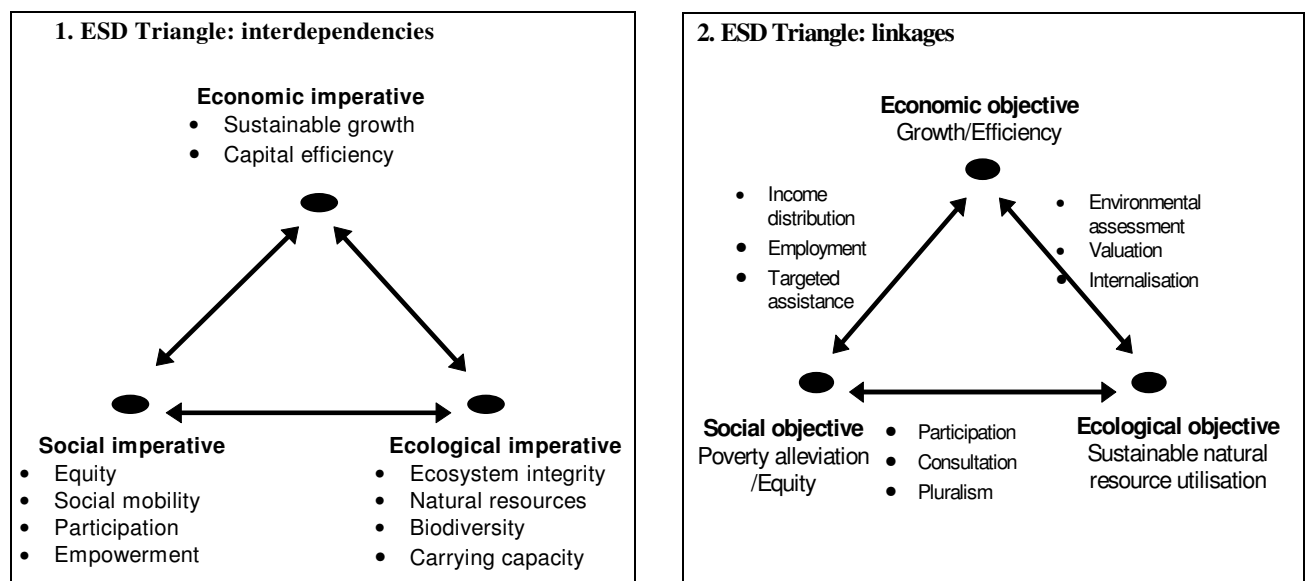 1. ESD Triangle: interdependencies
Economic imperative
• Sustainable growth
• Capital efficiency
Social imperative
• Equity
• Social mobility
• Participation
• Empowerment
Ecological imperative
• Ecosystem integrity
• Natural resources
• Biodiversity
• Carrying capacity
2. ESD Triangle: linkages
Economic objective
Growth/Efficiency
• Income
distribution
• Employment
• Targeted
assistance
• Environmental
assessment
• Valuation
• Internalisation
Social objective
Poverty alleviation
/Equity
• Participation
• Consultation
• Pluralism
Ecological objective
Sustainable natural
resource utilisation